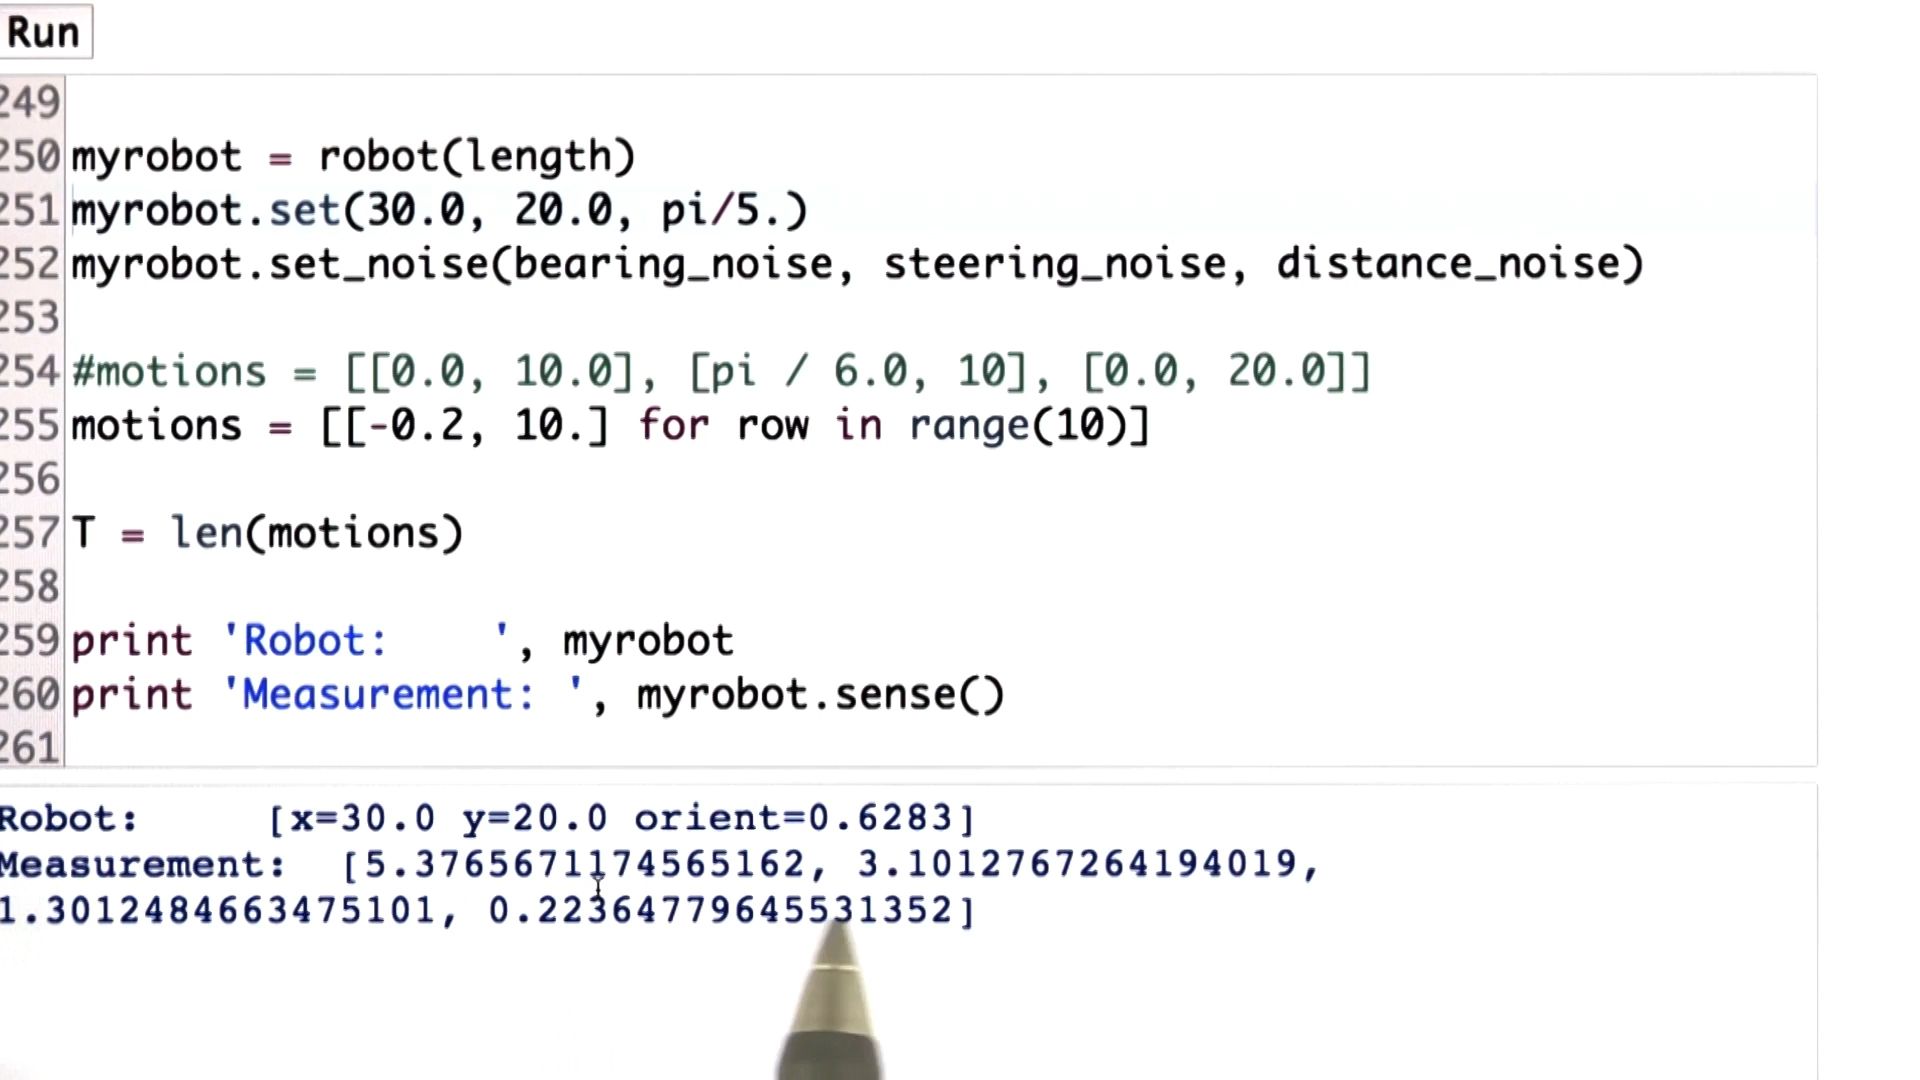 Run
249
250 myrobot = robot(length)
251 myrobot.set(30.0, 20.0, pi/5.)
252 myrobot.set_noise(bearing_noise, steering_noise, distance_noise)
253
254 #motions = [[0.0, 10.0], [pi / 6.0, 10], [0.0, 20.0]]
255 motions = [[-0.2, 10.] for row in range(10)]
256
257 T = len(motions)
258
259 print 'Robot:    ', myrobot
260 print 'Measurement: ', myrobot.sense()
261
Robot:     [x=30.0 y=20.0 orient=0.6283]
Measurement:  [5.3765671174565162, 3.1012767264194019,
1.3012484663475101, 0.22364779645531352]